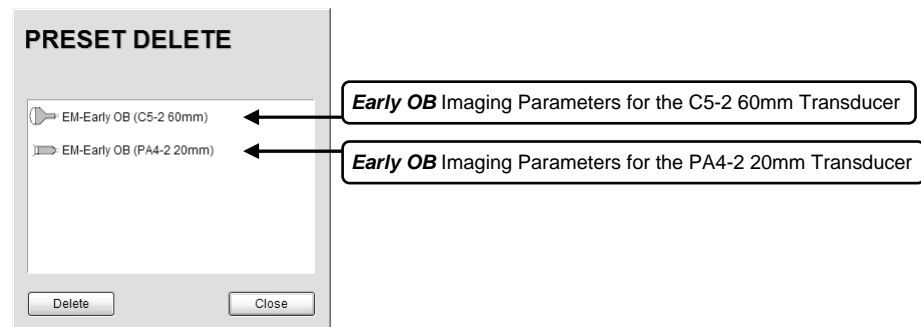 PRESET DELETE
EM-Early OB (C5-2 60mm)
Early OB Imaging Parameters for the C5-2 60mm Transducer
EM-Early OB (PA4-2 20mm)
Early OB Imaging Parameters for the PA4-2 20mm Transducer
Delete
Close